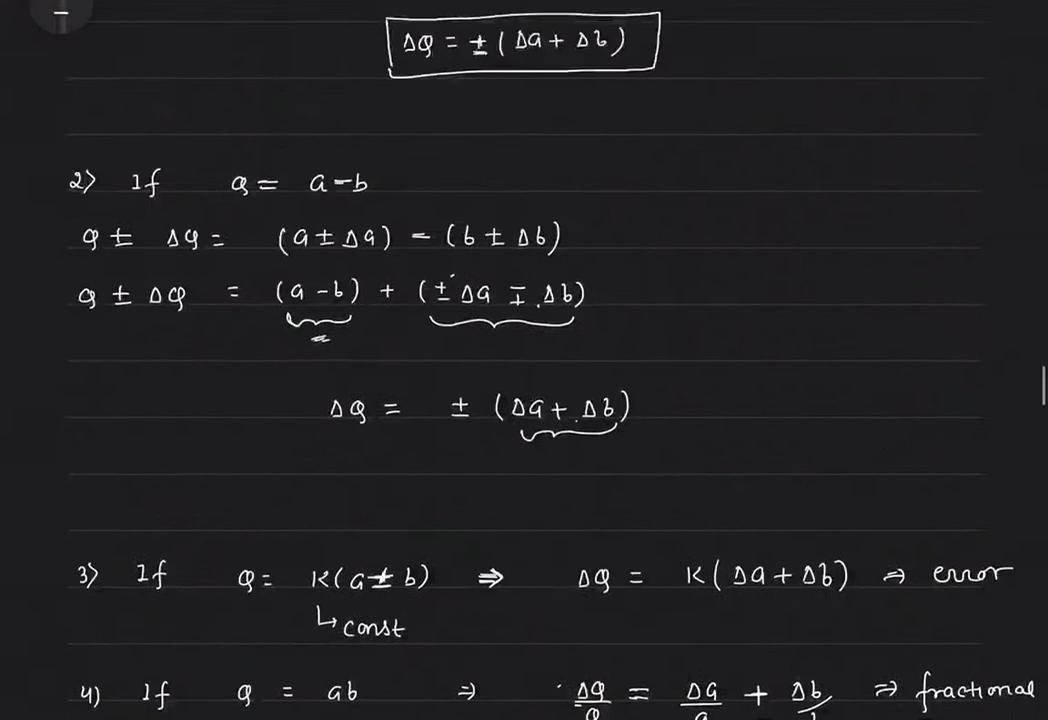 ΔQ = ± (Δa + Δb)
2) If Q = a - b
Q ± ΔQ = (a ± Δa) - (b ± Δb)
Q ± ΔQ = (a - b) + (± Δa ∓ Δb)
ΔQ = ± (Δa + Δb)
3) If Q = K(a ± b) ⇒ ΔQ = K(Δa + Δb) ⇒ error
↳ const
4) If Q = ab ⇒ ΔQ/Q = Δa/a + Δb/b ⇒ fractional